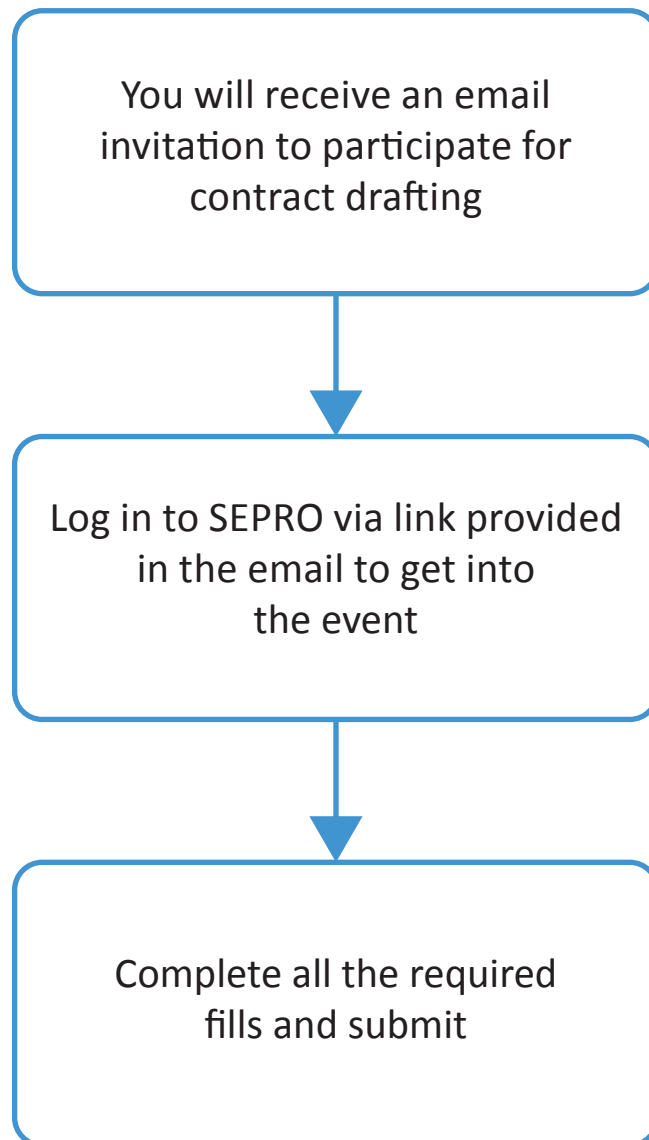 You will receive an email
invitation to participate for
contract drafting
Log in to SEPRO via link provided
in the email to get into
the event
Complete all the required
fills and submit